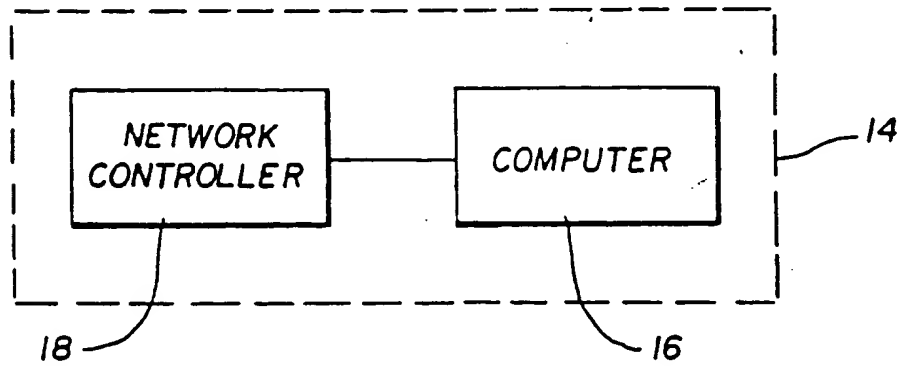 NETWORK
CONTROLLER
COMPUTER
14
18
16